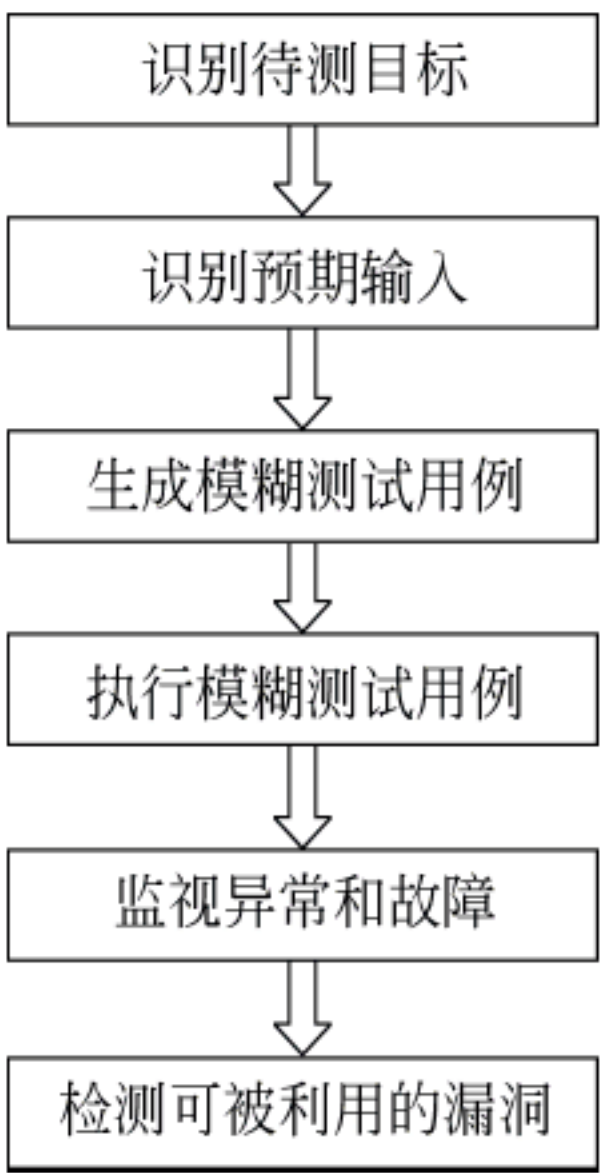 识别待测目标
识别预期输入
生成模糊测试用例
执行模糊测试用例
监视异常和故障
检测可被利用的漏洞